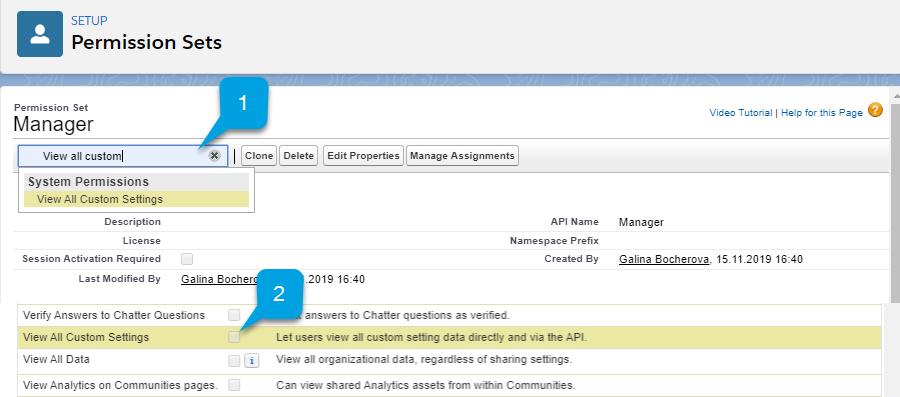 SETUP
Permission Sets
Permission Set
Manager
Video Tutorial | Help for this Page
1
View all custom
Clone Delete Edit Properties Manage Assignments
System Permissions
View All Custom Settings
Description API Name Manager
License Namespace Prefix
Session Activation Required Created By Galina Bocherova, 15.11.2019 16:40
Last Modified By Galina Bochero 2019 16:40
2
Verify Answers to Chatter Questions answers to Chatter questions as verified.
View All Custom Settings Let users view all custom setting data directly and via the API.
View All Data i View all organizational data, regardless of sharing settings.
View Analytics on Communities pages. Can view shared Analytics assets from within Communities.